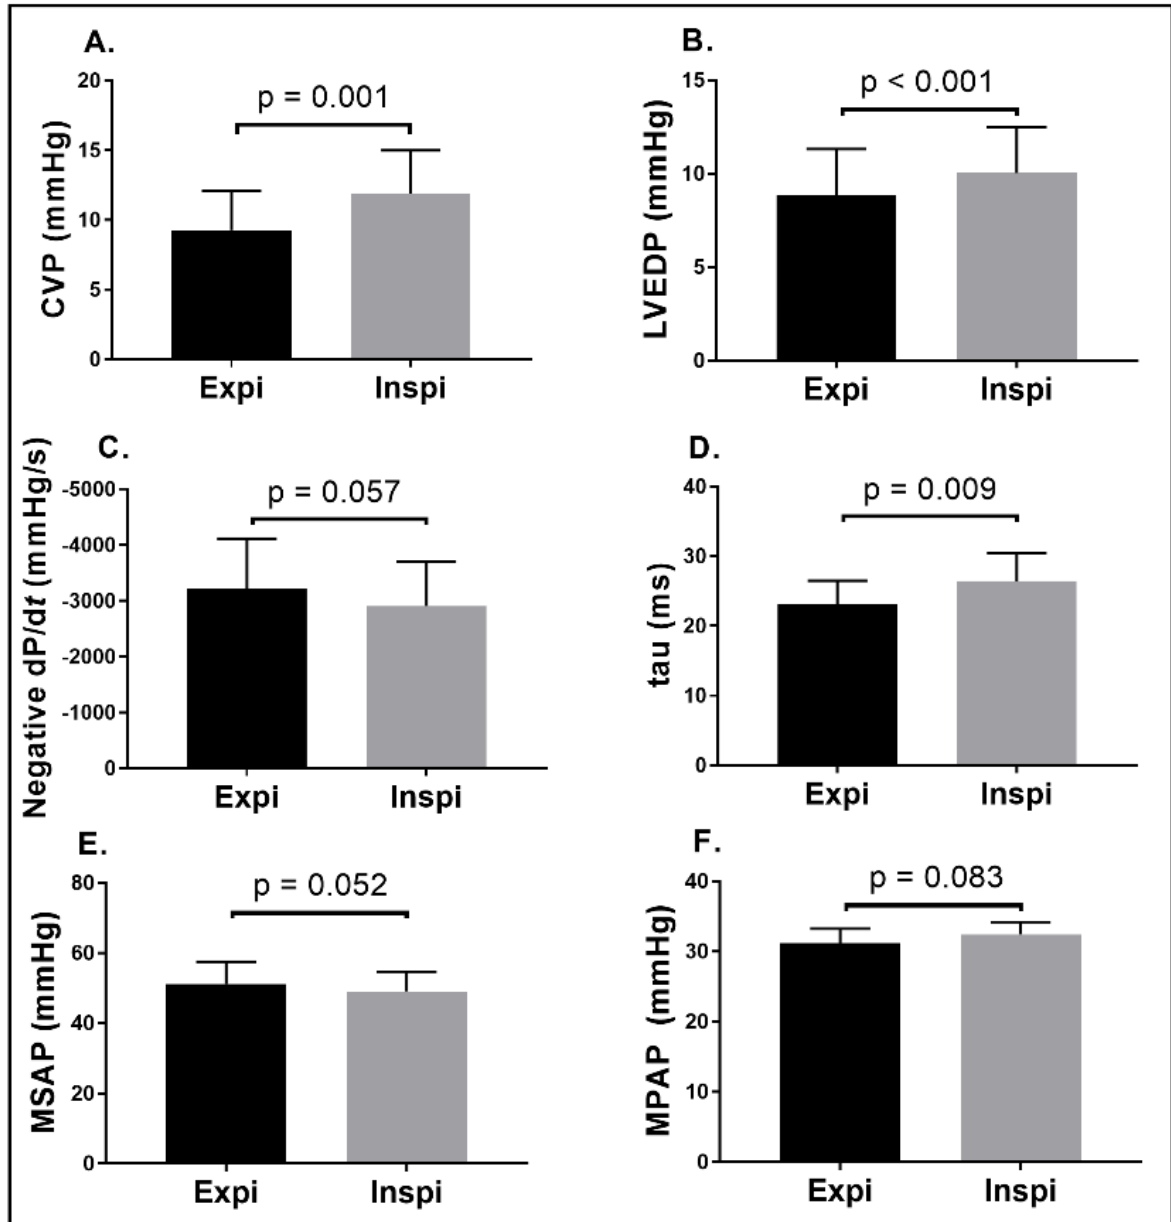 A.
CVP (mmHg)
20
15
10
5
0
p = 0.001
Expi Inspi
B.
LVEDP (mmHg)
15
10
5
0
p < 0.001
Expi Inspi
C.
Negative dP/dt (mmHg/s)
-5000
-4000
-3000
-2000
-1000
0
p = 0.057
Expi Inspi
D.
tau (ms)
40
30
20
10
0
p = 0.009
Expi Inspi
E.
MSAP (mmHg)
80
60
40
20
0
p = 0.052
Expi Inspi
F.
MPAP (mmHg)
40
30
20
10
0
p = 0.083
Expi Inspi